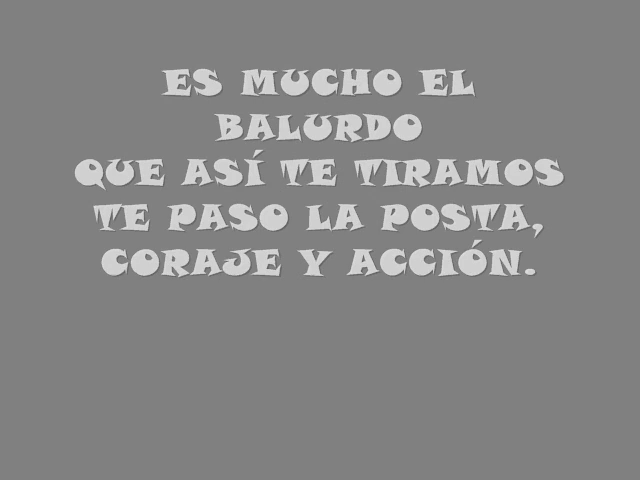 ES MUCHO EL
BALURDO
QUE ASÍ TE TIRAMOS
TE PASO LA POSTA,
CORAJE Y ACCIÓN.